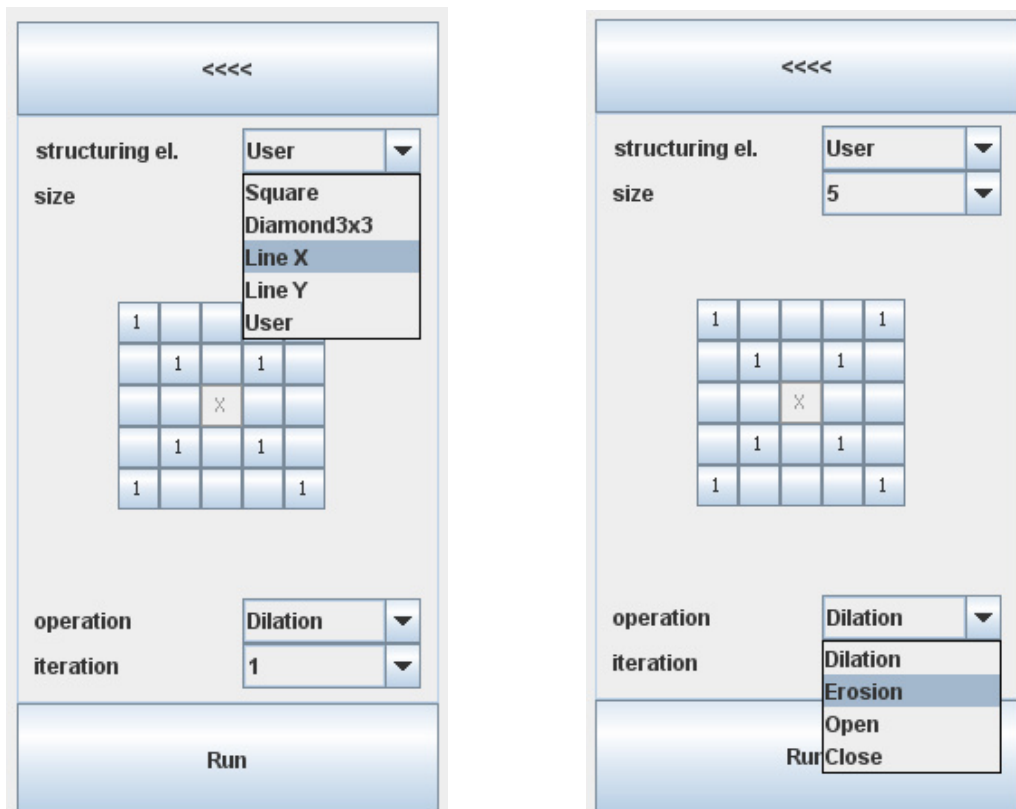 <<<<
structuring el. User
size
Square
Diamond3x3
Line X
Line Y
User
1
1 1
X
1 1
1 1
operation Dilation
iteration 1
Run
<<<<
structuring el. User
size 5
1 1
1 1
X
1 1
1 1
operation Dilation
iteration
Dilation
Erosion
Open
Close
Run